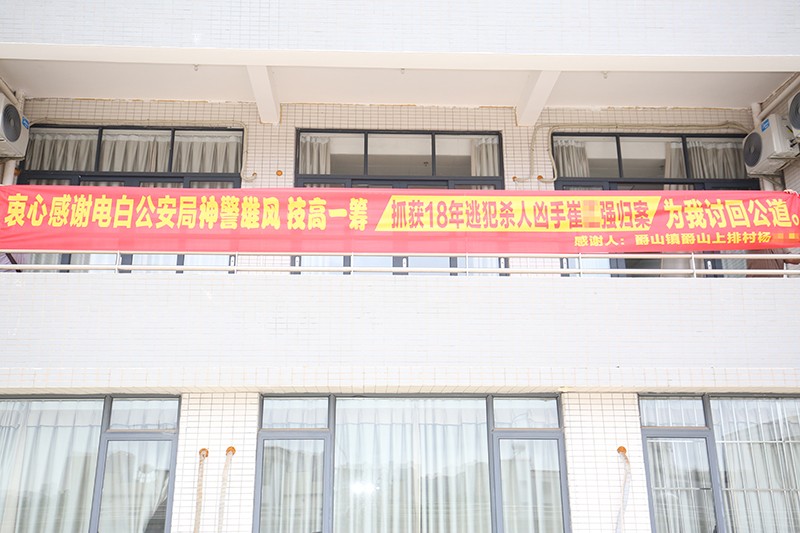 衷心感谢电白公安局神警雄风 技高一筹 抓获18年逃犯杀人凶手崔 强归案 为我讨回公道。
感谢人：爵山镇爵山上排村杨